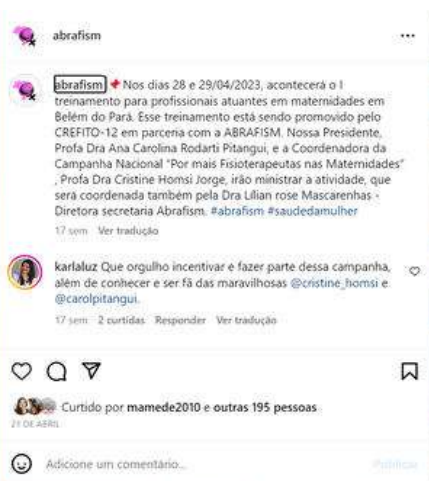 abrafism
abrafism 📌 Nos dias 28 e 29/04/2023, acontecerá o I
treinamento para profissionais atuantes em maternidades em
Belém do Pará. Esse treinamento está sendo promovido pelo
CREFITO-12 em parceria com a ABRAFISM. Nossa Presidente,
Profa Dra Ana Carolina Rodarti Pitangui, e a Coordenadora da
Campanha Nacional "Por mais Fisioterapeutas nas Maternidades"
, Profa Dra Cristine Homsi Jorge, irão ministrar a atividade, que
será coordenada também pela Dra Lílian rose Mascarenhas -
Diretora secretaria Abrafism. #abrafism #saudedamulher
17 sem Ver tradução
karlaluz Que orgulho incentivar e fazer parte dessa campanha,
além de conhecer e ser fã das maravilhosas @cristine_homsi e
@carolpitangui.
17 sem 2 curtidas Responder Ver tradução
Curtido por mamede2010 e outras 195 pessoas
21 DE ABRIL
Adicione um comentário...
Publicar